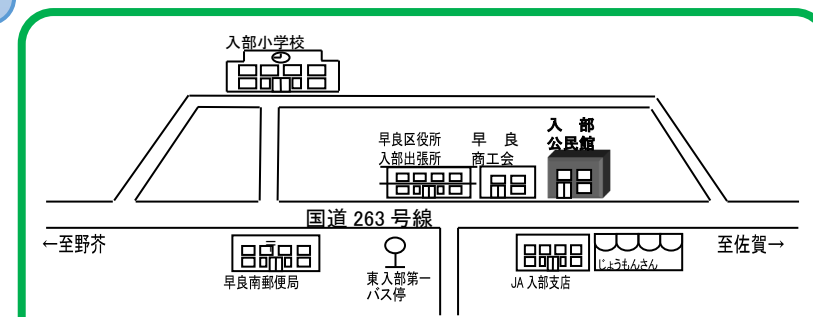 入部小学校
早良区役所
入部出張所
早　良
商工会
入　部
公民館
国道 263 号線
←至野芥
至佐賀→
〒
早良南郵便局
東入部第一
バス停
JA 入部支店
じょうもんさん